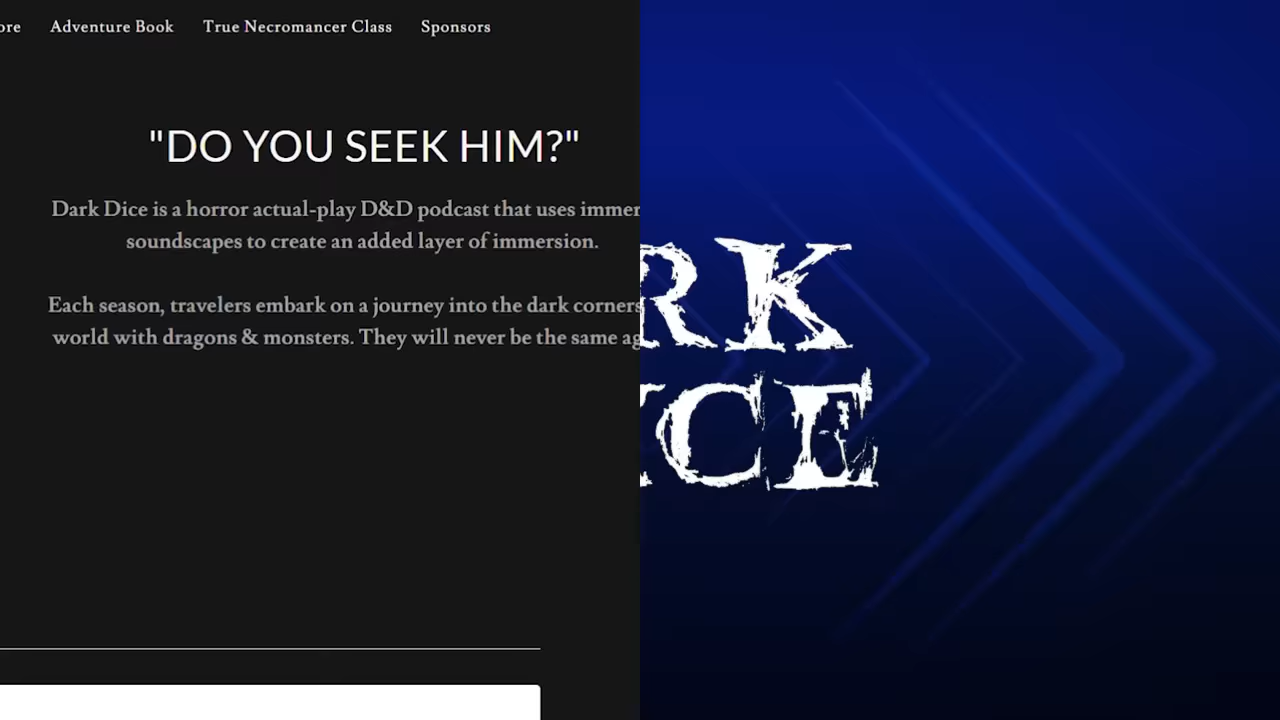 ore Adventure Book True Necromancer Class Sponsors
"DO YOU SEEK HIM?"
Dark Dice is a horror actual-play D&D podcast that uses immer
soundscapes to create an added layer of immersion.
Each season, travelers embark on a journey into the dark corners
world with dragons & monsters. They will never be the same ag
RK
ICE